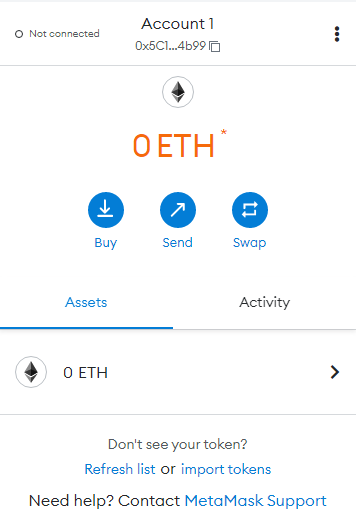 Not connected
Account 1
0x5C1...4b99
0 ETH *
Buy
Send
Swap
Assets
Activity
0 ETH
Don't see your token?
Refresh list or import tokens
Need help? Contact MetaMask Support